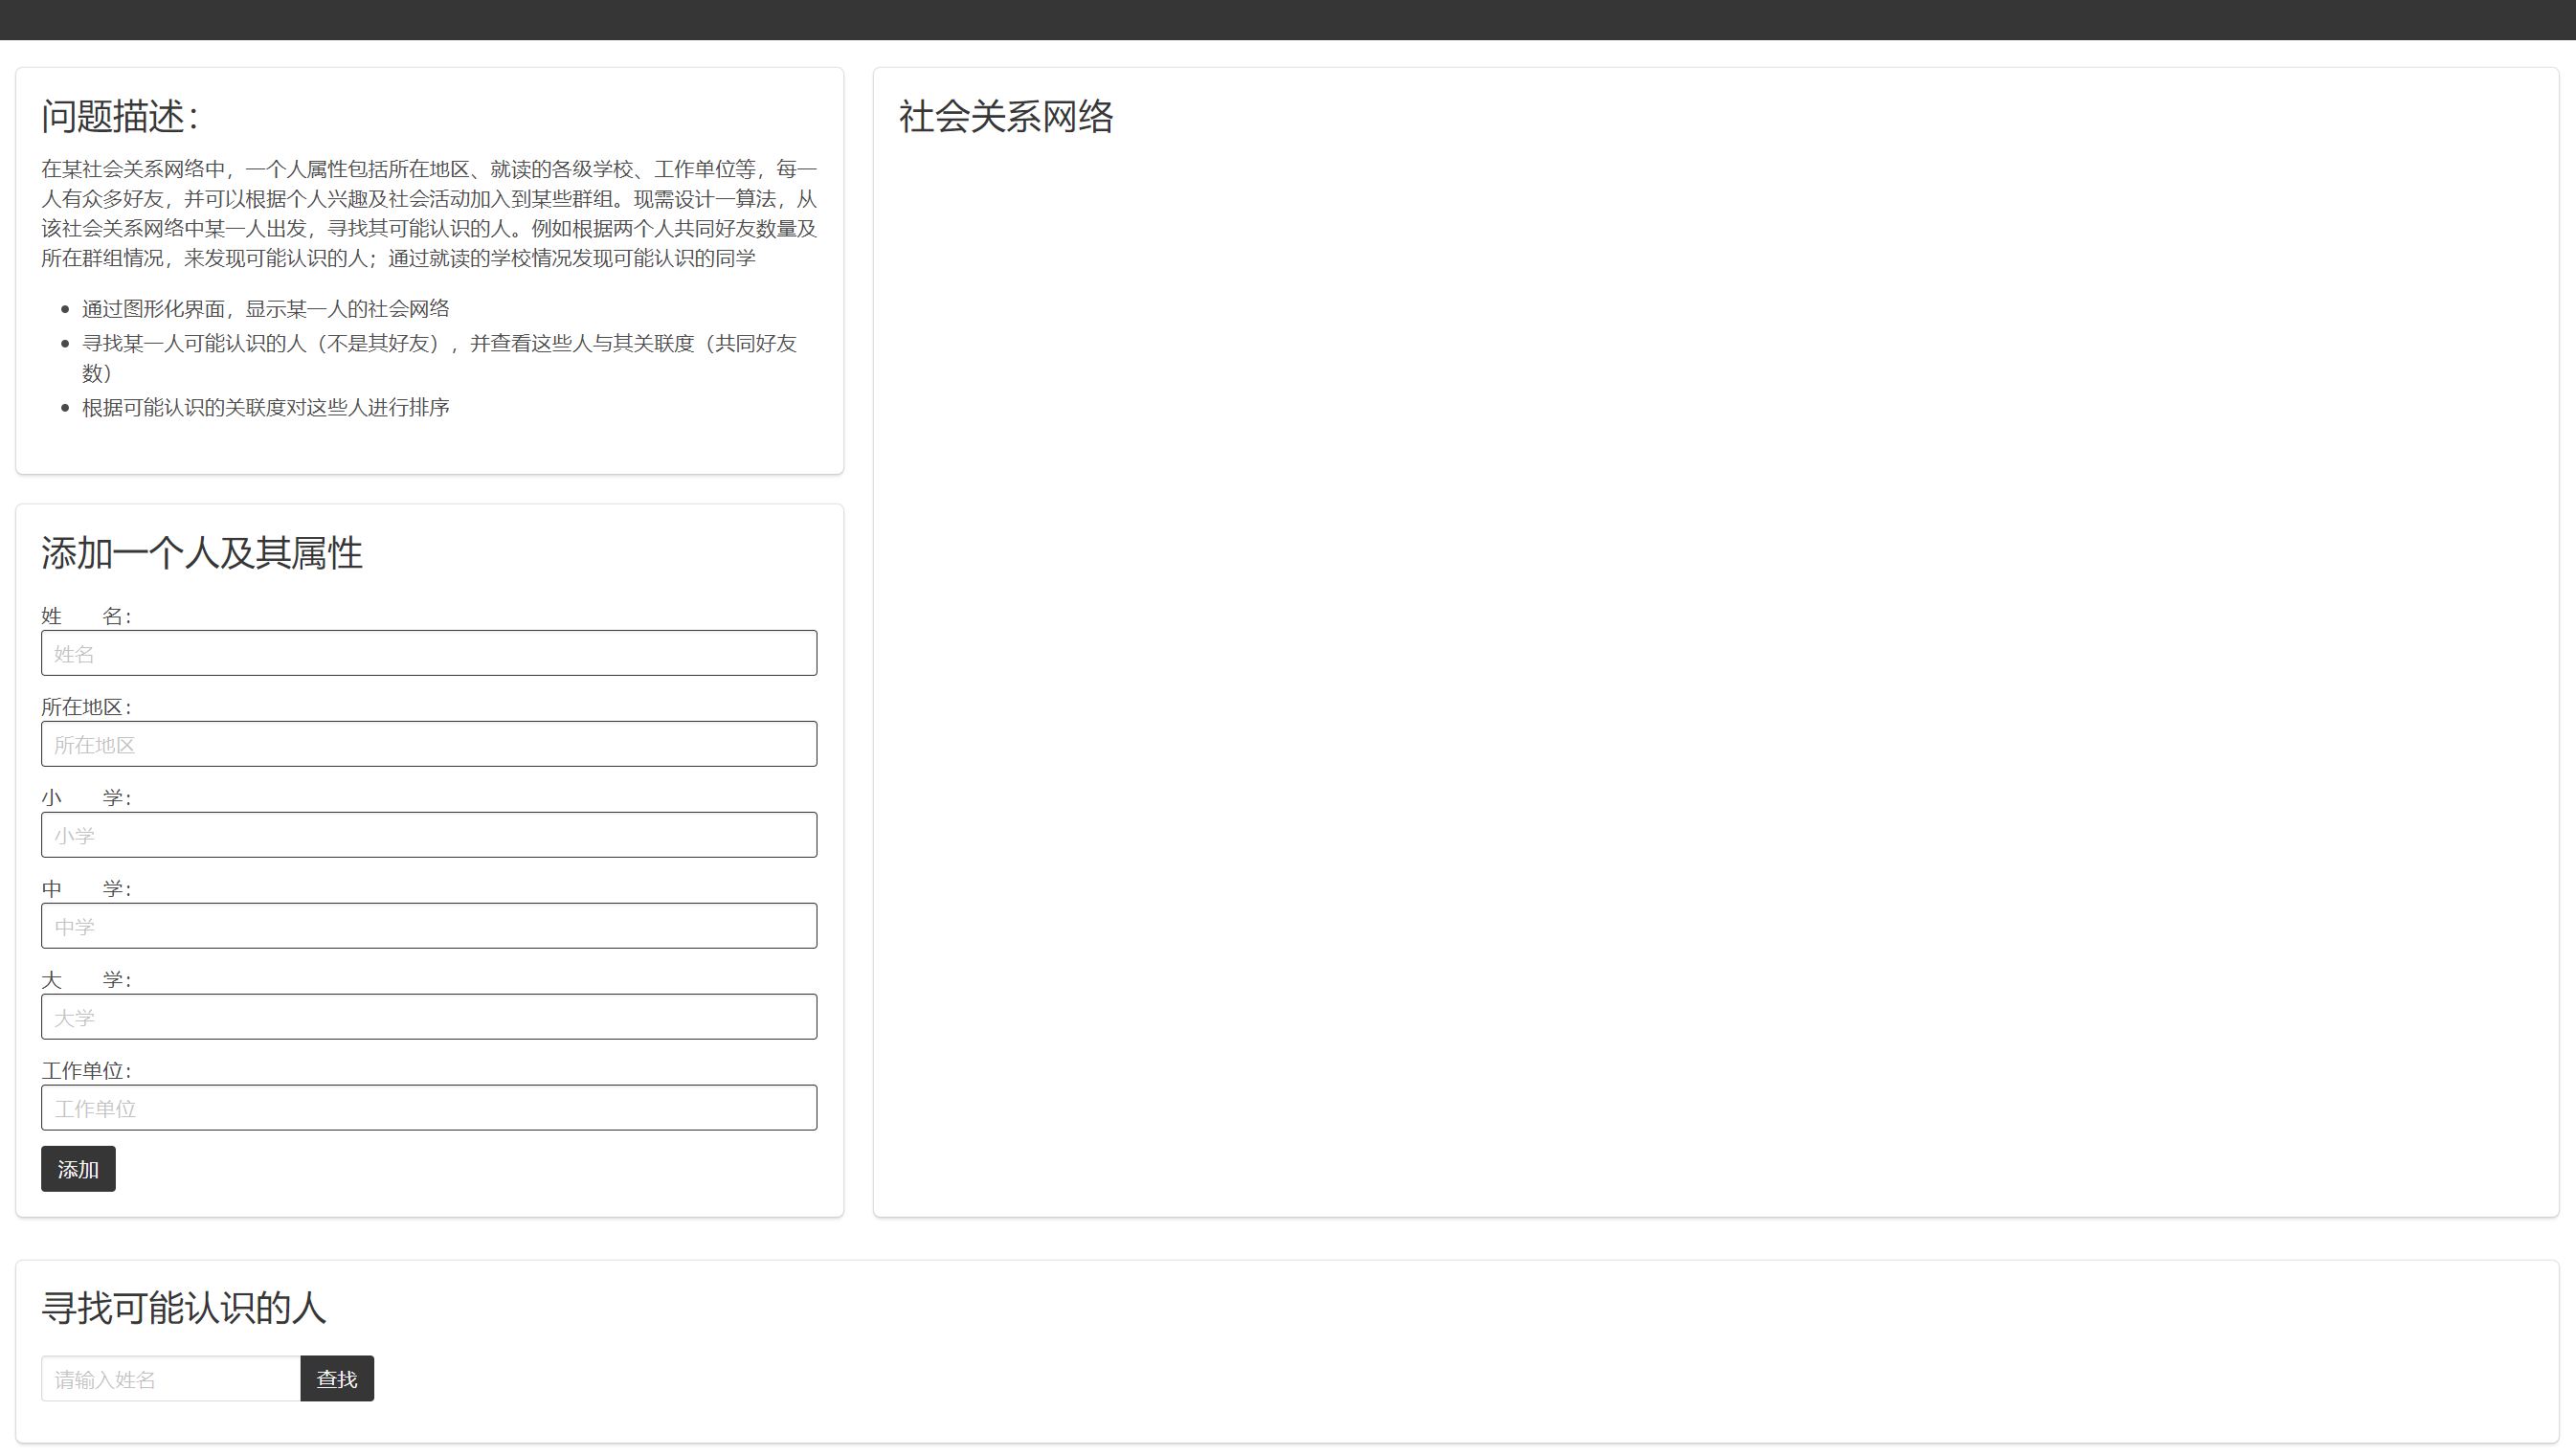 问题描述：
在某社会关系网络中，一个人属性包括所在地区、就读的各级学校、工作单位等，每一
人有众多好友，并可以根据个人兴趣及社会活动加入到某些群组。现需设计一算法，从
该社会关系网络中某一人出发，寻找其可能认识的人。例如根据两个人共同好友数量及
所在群组情况，来发现可能认识的人；通过就读的学校情况发现可能认识的同学
通过图形化界面，显示某一人的社会网络
寻找某一人可能认识的人（不是其好友），并查看这些人与其关联度（共同好友
数）
根据可能认识的关联度对这些人进行排序
添加一个人及其属性
姓　　名：
姓名
所在地区：
所在地区
小　　学：
小学
中　　学：
中学
大　　学：
大学
工作单位：
工作单位
添加
社会关系网络
寻找可能认识的人
请输入姓名 查找